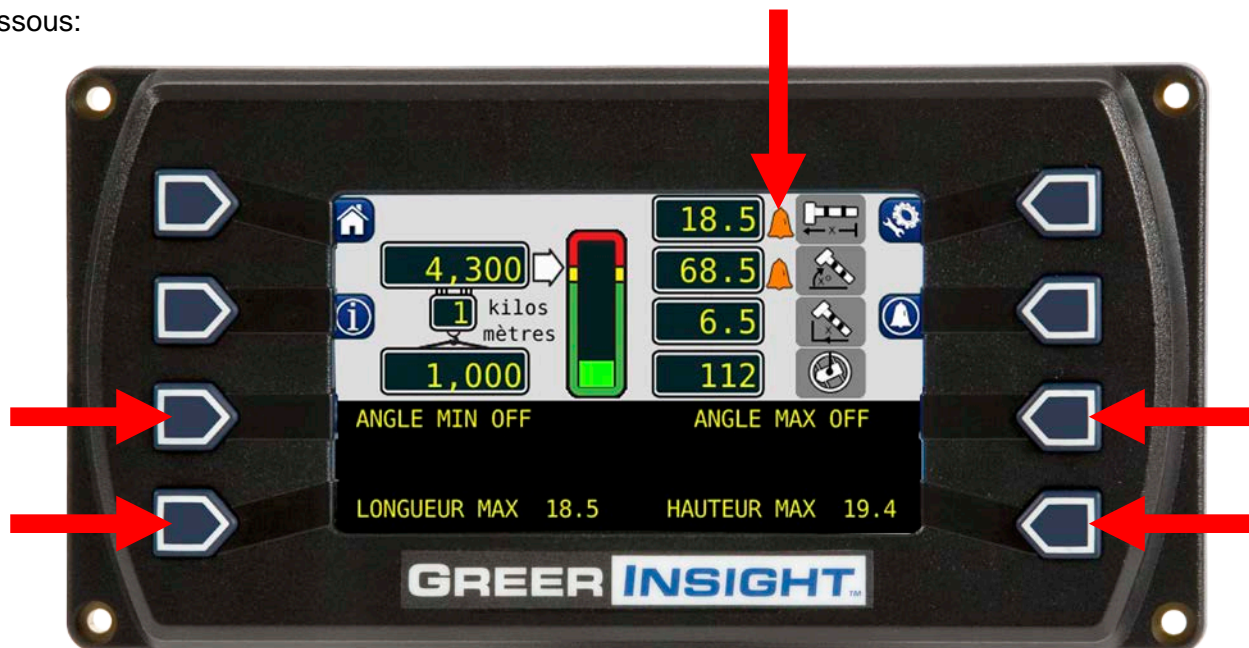 ssous:
18.5
4,300
68.5
1 kilos
mètres
6.5
1,000
112
ANGLE MIN OFF
ANGLE MAX OFF
LONGUEUR MAX 18.5
HAUTEUR MAX 19.4
GREER INSIGHT™